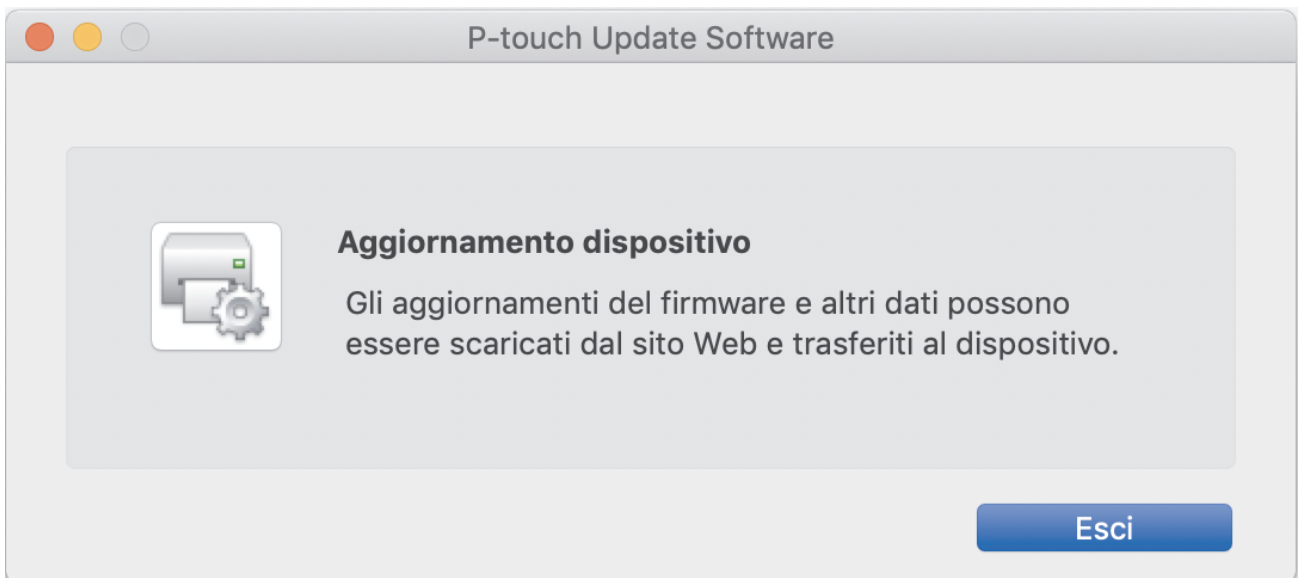 P-touch Update Software
Aggiornamento dispositivo
Gli aggiornamenti del firmware e altri dati possono
essere scaricati dal sito Web e trasferiti al dispositivo.
Esci